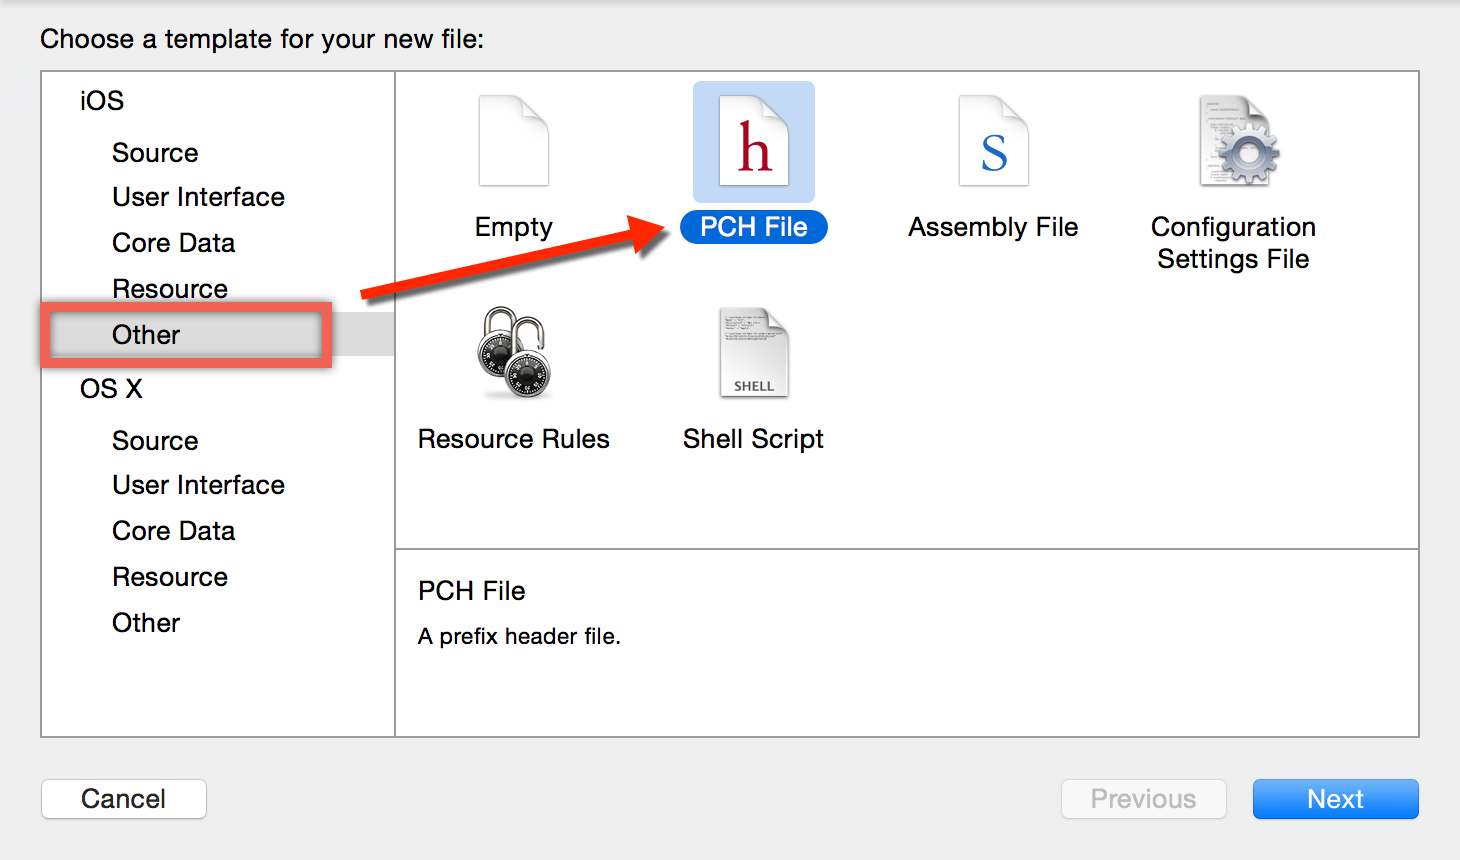 Choose a template for your new file:
iOS
Source
User Interface
Core Data
Resource
Other
OS X
Source
User Interface
Core Data
Resource
Other
Empty
h
PCH File
S
Assembly File
Configuration
Settings File
Resource Rules
SHELL
Shell Script
PCH File
A prefix header file.
Cancel
Previous
Next